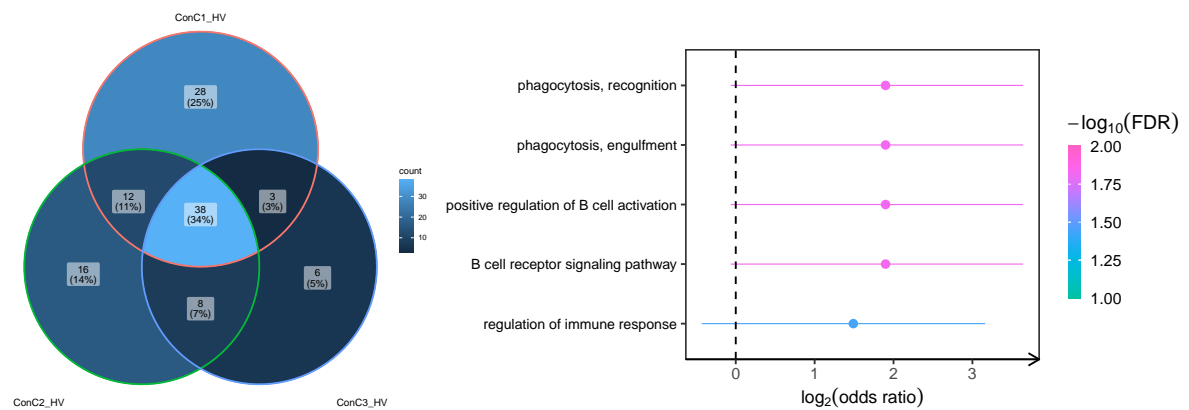 ConC1_HV
28
(25%)
12
(11%)
3
(3%)
38
(34%)
16
(14%)
6
(5%)
8
(7%)
ConC2_HV
ConC3_HV
count
30
20
10
phagocytosis, recognition
phagocytosis, engulfment
positive regulation of B cell activation
B cell receptor signaling pathway
regulation of immune response
0
1
2
3
log₂(odds ratio)
−log₁₀(FDR)
2.00
1.75
1.50
1.25
1.00